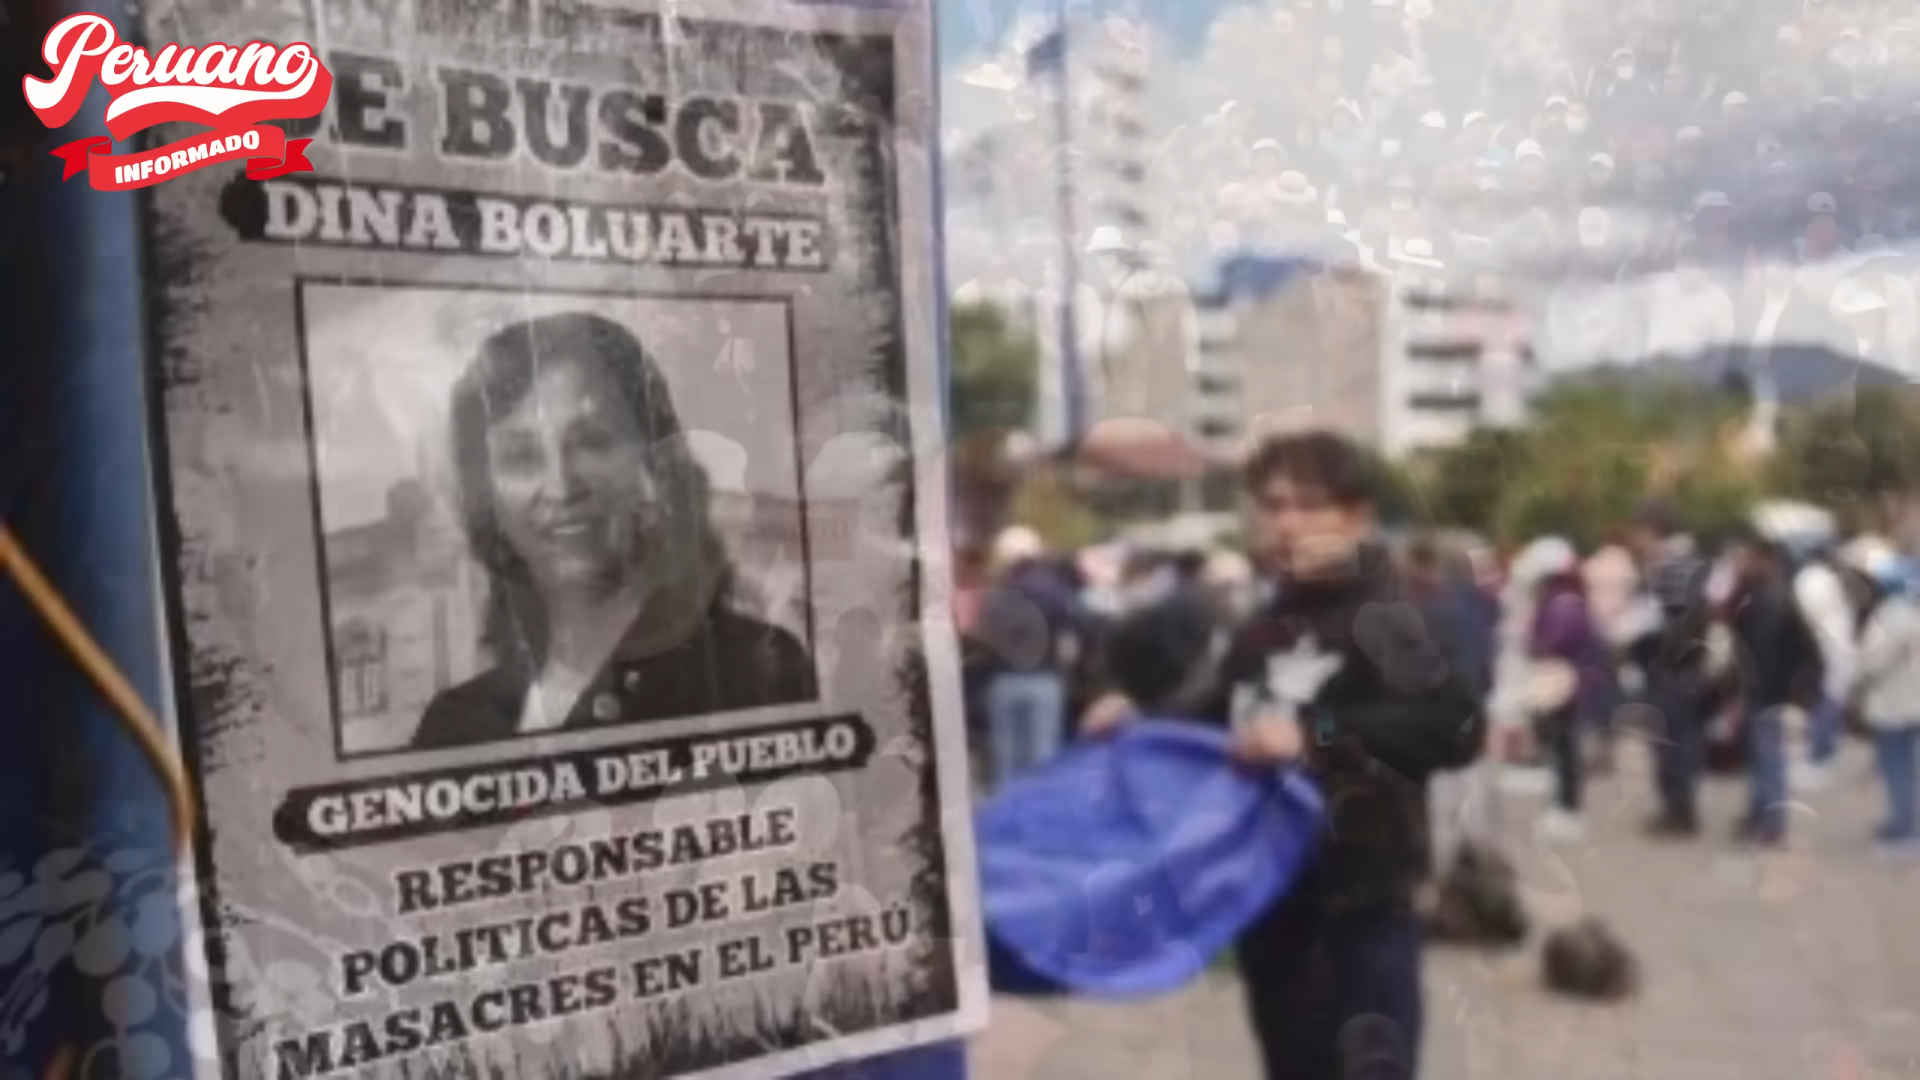 Peruano
INFORMADO
E BUSCA
DINA BOLUARTE
GENOCIDA DEL PUEBLO
RESPONSABLE
POLITICAS DE LAS
MASACRES EN EL PERÚ